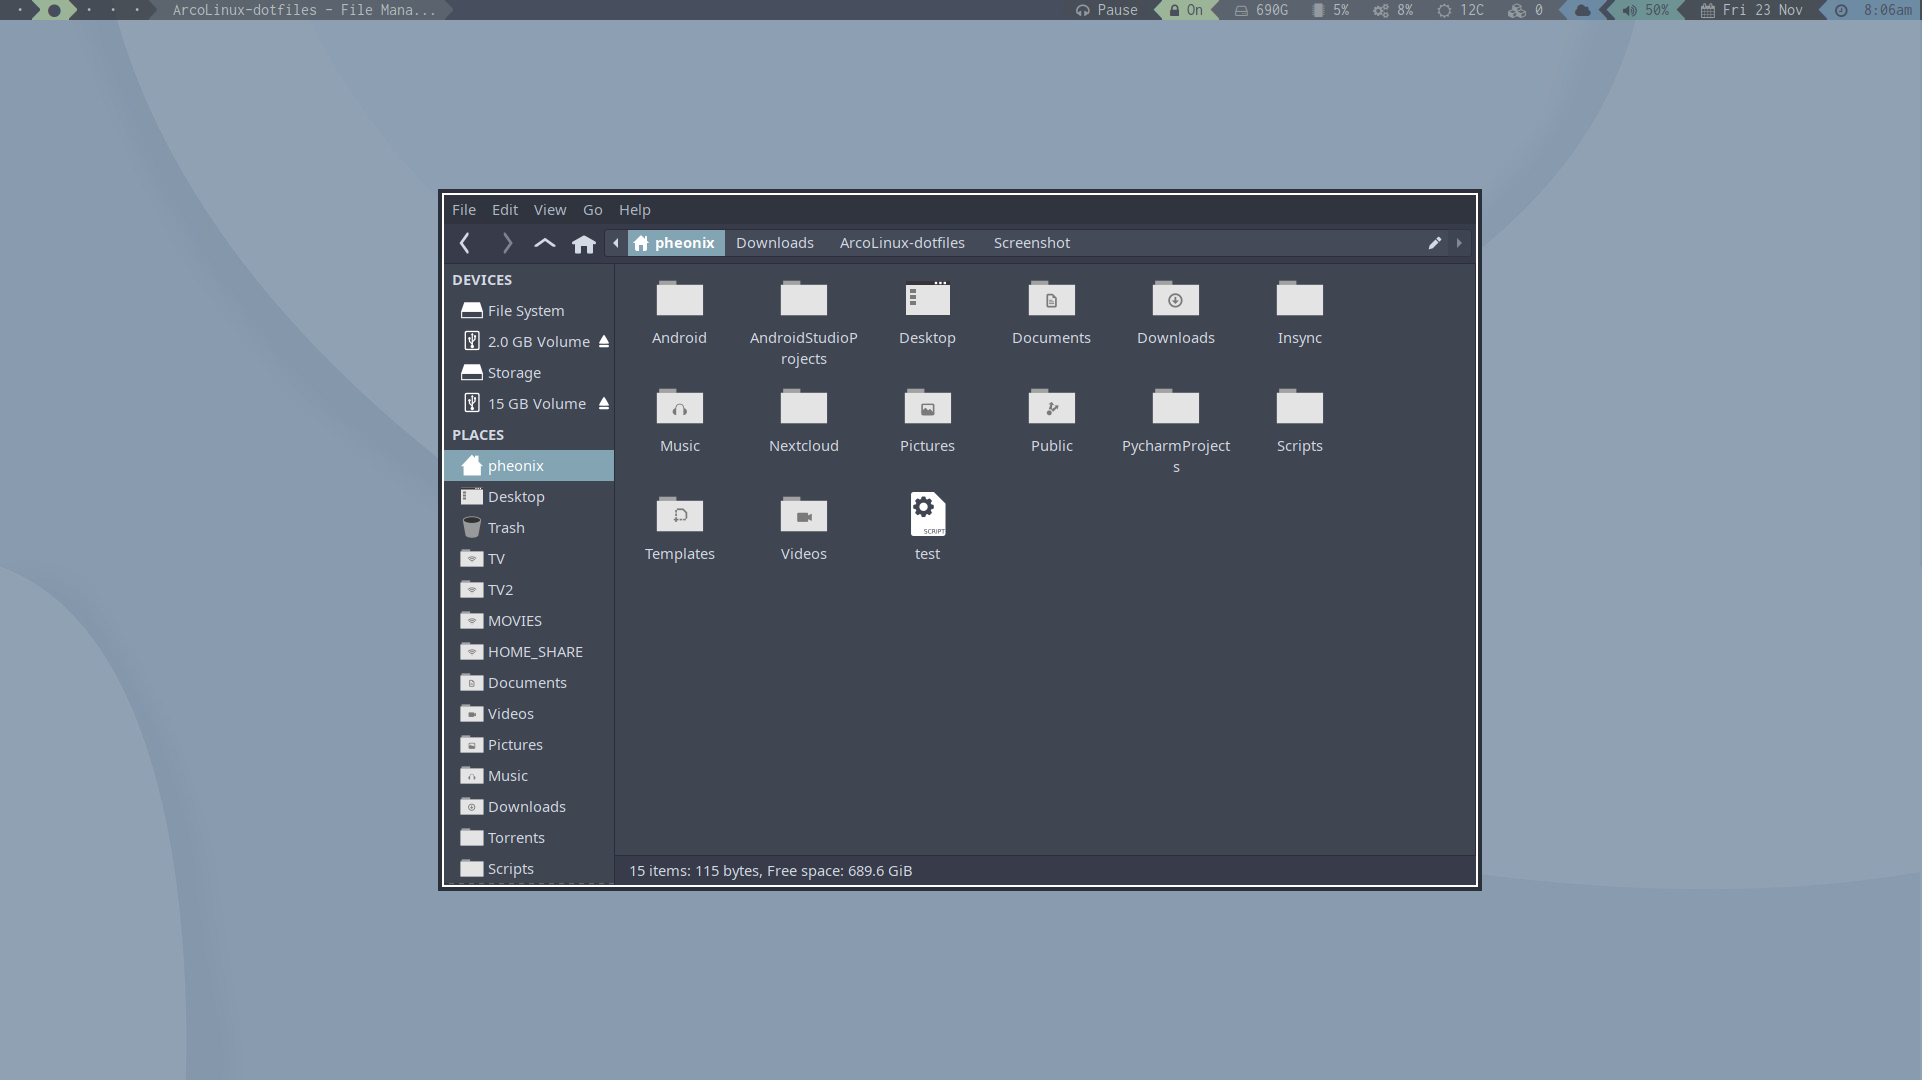 ArcoLinux-dotfiles - File Mana... Pause On 690G 5% 8% 12C 0 50% Fri 23 Nov 8:06am
File Edit View Go Help
pheonix Downloads ArcoLinux-dotfiles Screenshot
DEVICES
File System
2.0 GB Volume
Storage
15 GB Volume
PLACES
pheonix
Desktop
Trash
TV
TV2
MOVIES
HOME_SHARE
Documents
Videos
Pictures
Music
Downloads
Torrents
Scripts
Android
AndroidStudioP
rojects
Desktop
Documents
Downloads
Insync
Music
Nextcloud
Pictures
Public
PycharmProject
s
Scripts
Templates
Videos
SCRIPT
test
15 items: 115 bytes, Free space: 689.6 GiB